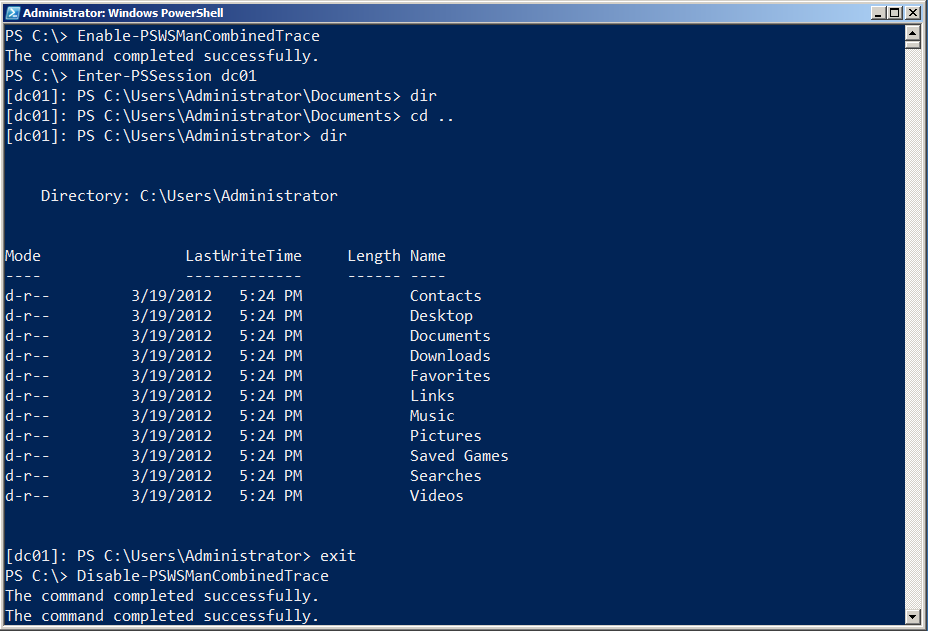 Administrator: Windows PowerShell
PS C:\> Enable-PSWSManCombinedTrace
The command completed successfully.
PS C:\> Enter-PSSession dc01
[dc01]: PS C:\Users\Administrator\Documents> dir
[dc01]: PS C:\Users\Administrator\Documents> cd ..
[dc01]: PS C:\Users\Administrator> dir
    Directory: C:\Users\Administrator
Mode                LastWriteTime     Length Name
----                -------------     ------ ----
d-r--         3/19/2012   5:24 PM            Contacts
d-r--         3/19/2012   5:24 PM            Desktop
d-r--         3/19/2012   5:24 PM            Documents
d-r--         3/19/2012   5:24 PM            Downloads
d-r--         3/19/2012   5:24 PM            Favorites
d-r--         3/19/2012   5:24 PM            Links
d-r--         3/19/2012   5:24 PM            Music
d-r--         3/19/2012   5:24 PM            Pictures
d-r--         3/19/2012   5:24 PM            Saved Games
d-r--         3/19/2012   5:24 PM            Searches
d-r--         3/19/2012   5:24 PM            Videos
[dc01]: PS C:\Users\Administrator> exit
PS C:\> Disable-PSWSManCombinedTrace
The command completed successfully.
The command completed successfully.